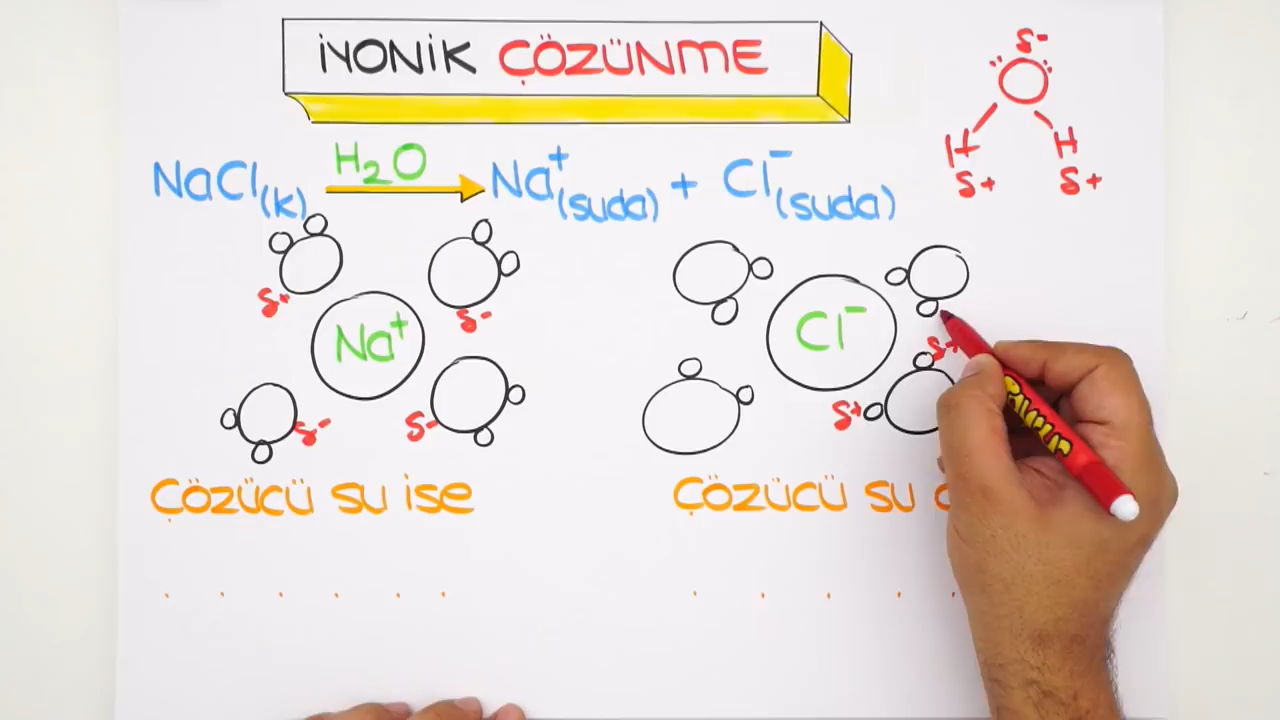 İYONİK ÇÖZÜNME
δ-
H H
δ+ δ+
NaCl(k) H2O Na+(suda) + Cl-(suda)
δ+ δ-
Na+ Cl-
δ+
δ- δ- δ+
Çözücü su ise Çözücü su